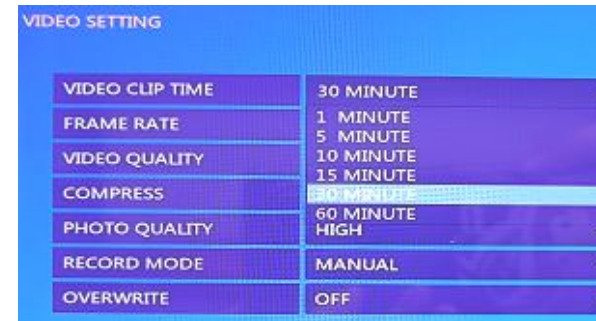 VIDEO SETTING
VIDEO CLIP TIME
30 MINUTE
FRAME RATE
1 MINUTE
5 MINUTE
VIDEO QUALITY
10 MINUTE
15 MINUTE
COMPRESS
30 MINUTE
60 MINUTE
PHOTO QUALITY
HIGH
RECORD MODE
MANUAL
OVERWRITE
OFF